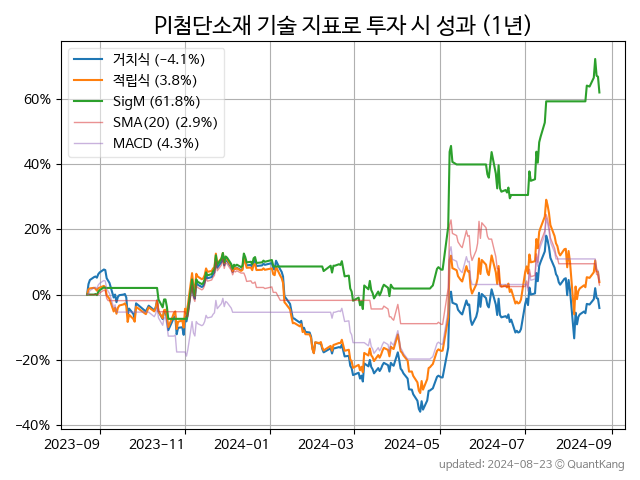 PI첨단소재 기술 지표로 투자 시 성과 (1년)
거치식 (-4.1%)
적립식 (3.8%)
SigM (61.8%)
SMA(20) (2.9%)
MACD (4.3%)
60%
40%
20%
0%
-20%
-40%
2023-09 2023-11 2024-01 2024-03 2024-05 2024-07 2024-09
updated: 2024-08-23 © QuantKang